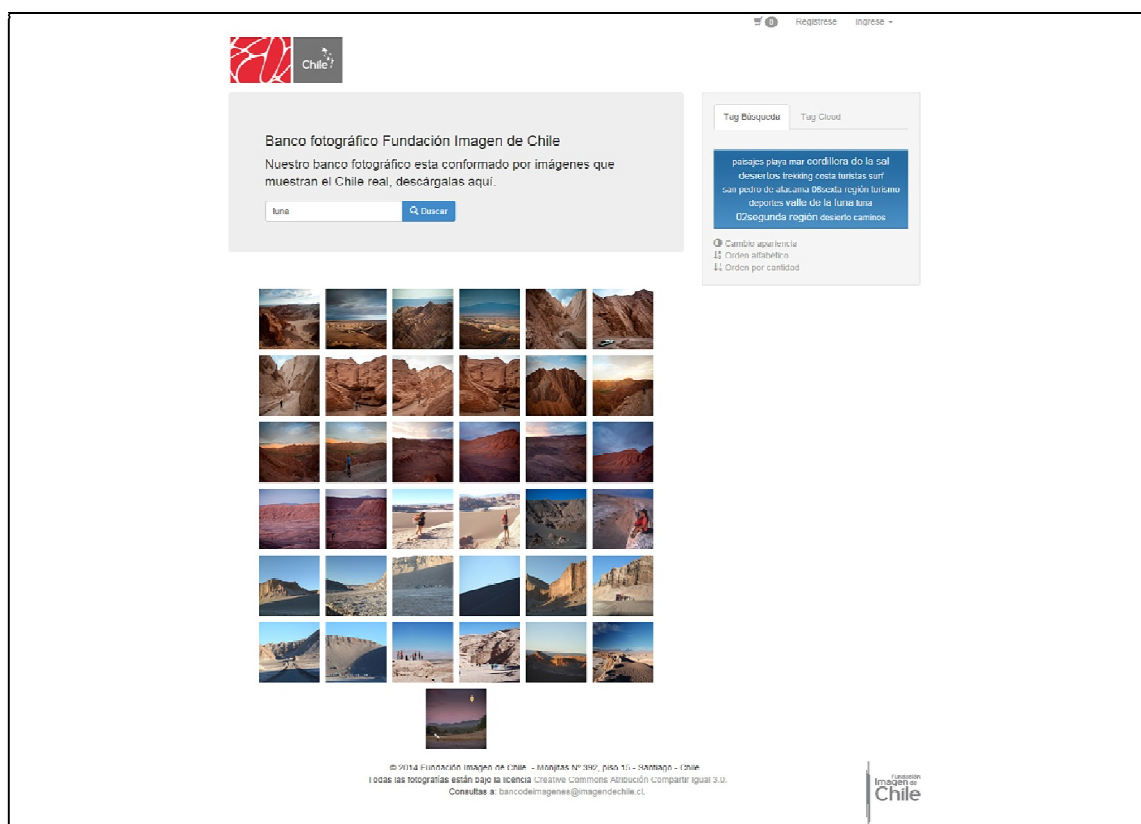 0 Regístrese Ingrese
Chile
Banco fotográfico Fundación Imagen de Chile
Nuestro banco fotográfico esta conformado por imágenes que
muestran el Chile real, descárgalas aquí.
luna Buscar
Tag Búsqueda Tag Cloud
paisajes playa mar cordillera de la sal
desiertos trekking costa turistas surf
san pedro de atacama 06sexta región turismo
deportes valle de la luna luna
02segunda región desierto caminos
Cambio apariencia
Orden alfabético
Orden por cantidad
© 2014 Fundación Imagen de Chile. - Monjitas Nº 392, piso 15 - Santiago - Chile
Todas las fotografías están bajo la licencia Creative Commons Atribución Compartir Igual 3.0.
Consultas a: bancodeimagenes@imagendechile.cl.
Fundación
Imagen de
Chile